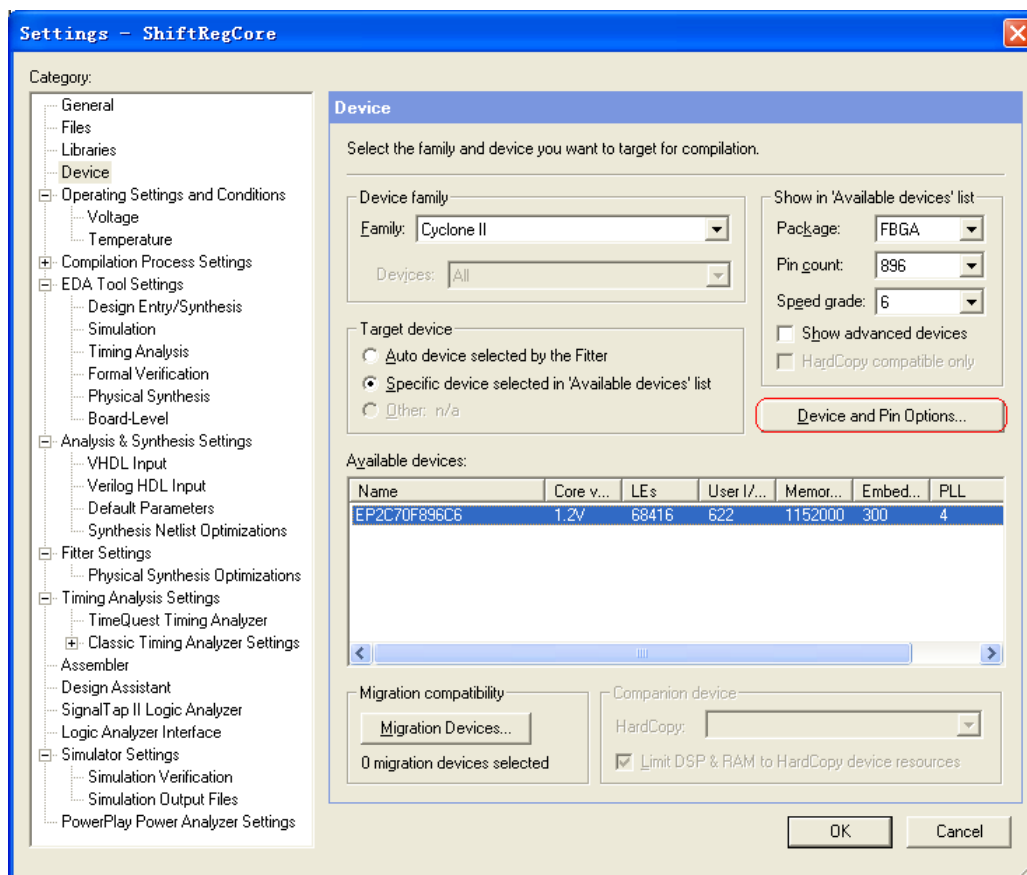 Settings - ShiftRegCore
Category:
General
Files
Libraries
Device
Operating Settings and Conditions
Voltage
Temperature
Compilation Process Settings
EDA Tool Settings
Design Entry/Synthesis
Simulation
Timing Analysis
Formal Verification
Physical Synthesis
Board-Level
Analysis & Synthesis Settings
VHDL Input
Verilog HDL Input
Default Parameters
Synthesis Netlist Optimizations
Fitter Settings
Physical Synthesis Optimizations
Timing Analysis Settings
TimeQuest Timing Analyzer
Classic Timing Analyzer Settings
Assembler
Design Assistant
SignalTap II Logic Analyzer
Logic Analyzer Interface
Simulator Settings
Simulation Verification
Simulation Output Files
PowerPlay Power Analyzer Settings
Device
Select the family and device you want to target for compilation.
Device family
Family: Cyclone II
Devices: All
Target device
Auto device selected by the Fitter
Specific device selected in 'Available devices' list
Other: n/a
Show in 'Available devices' list
Package: FBGA
Pin count: 896
Speed grade: 6
Show advanced devices
HardCopy compatible only
Device and Pin Options...
Available devices:
Name Core v... LEs User I/... Memor... Embed... PLL
EP2C70F896C6 1.2V 68416 622 1152000 300 4
Migration compatibility
Migration Devices...
0 migration devices selected
Companion device
HardCopy:
Limit DSP & RAM to HardCopy device resources
OK Cancel